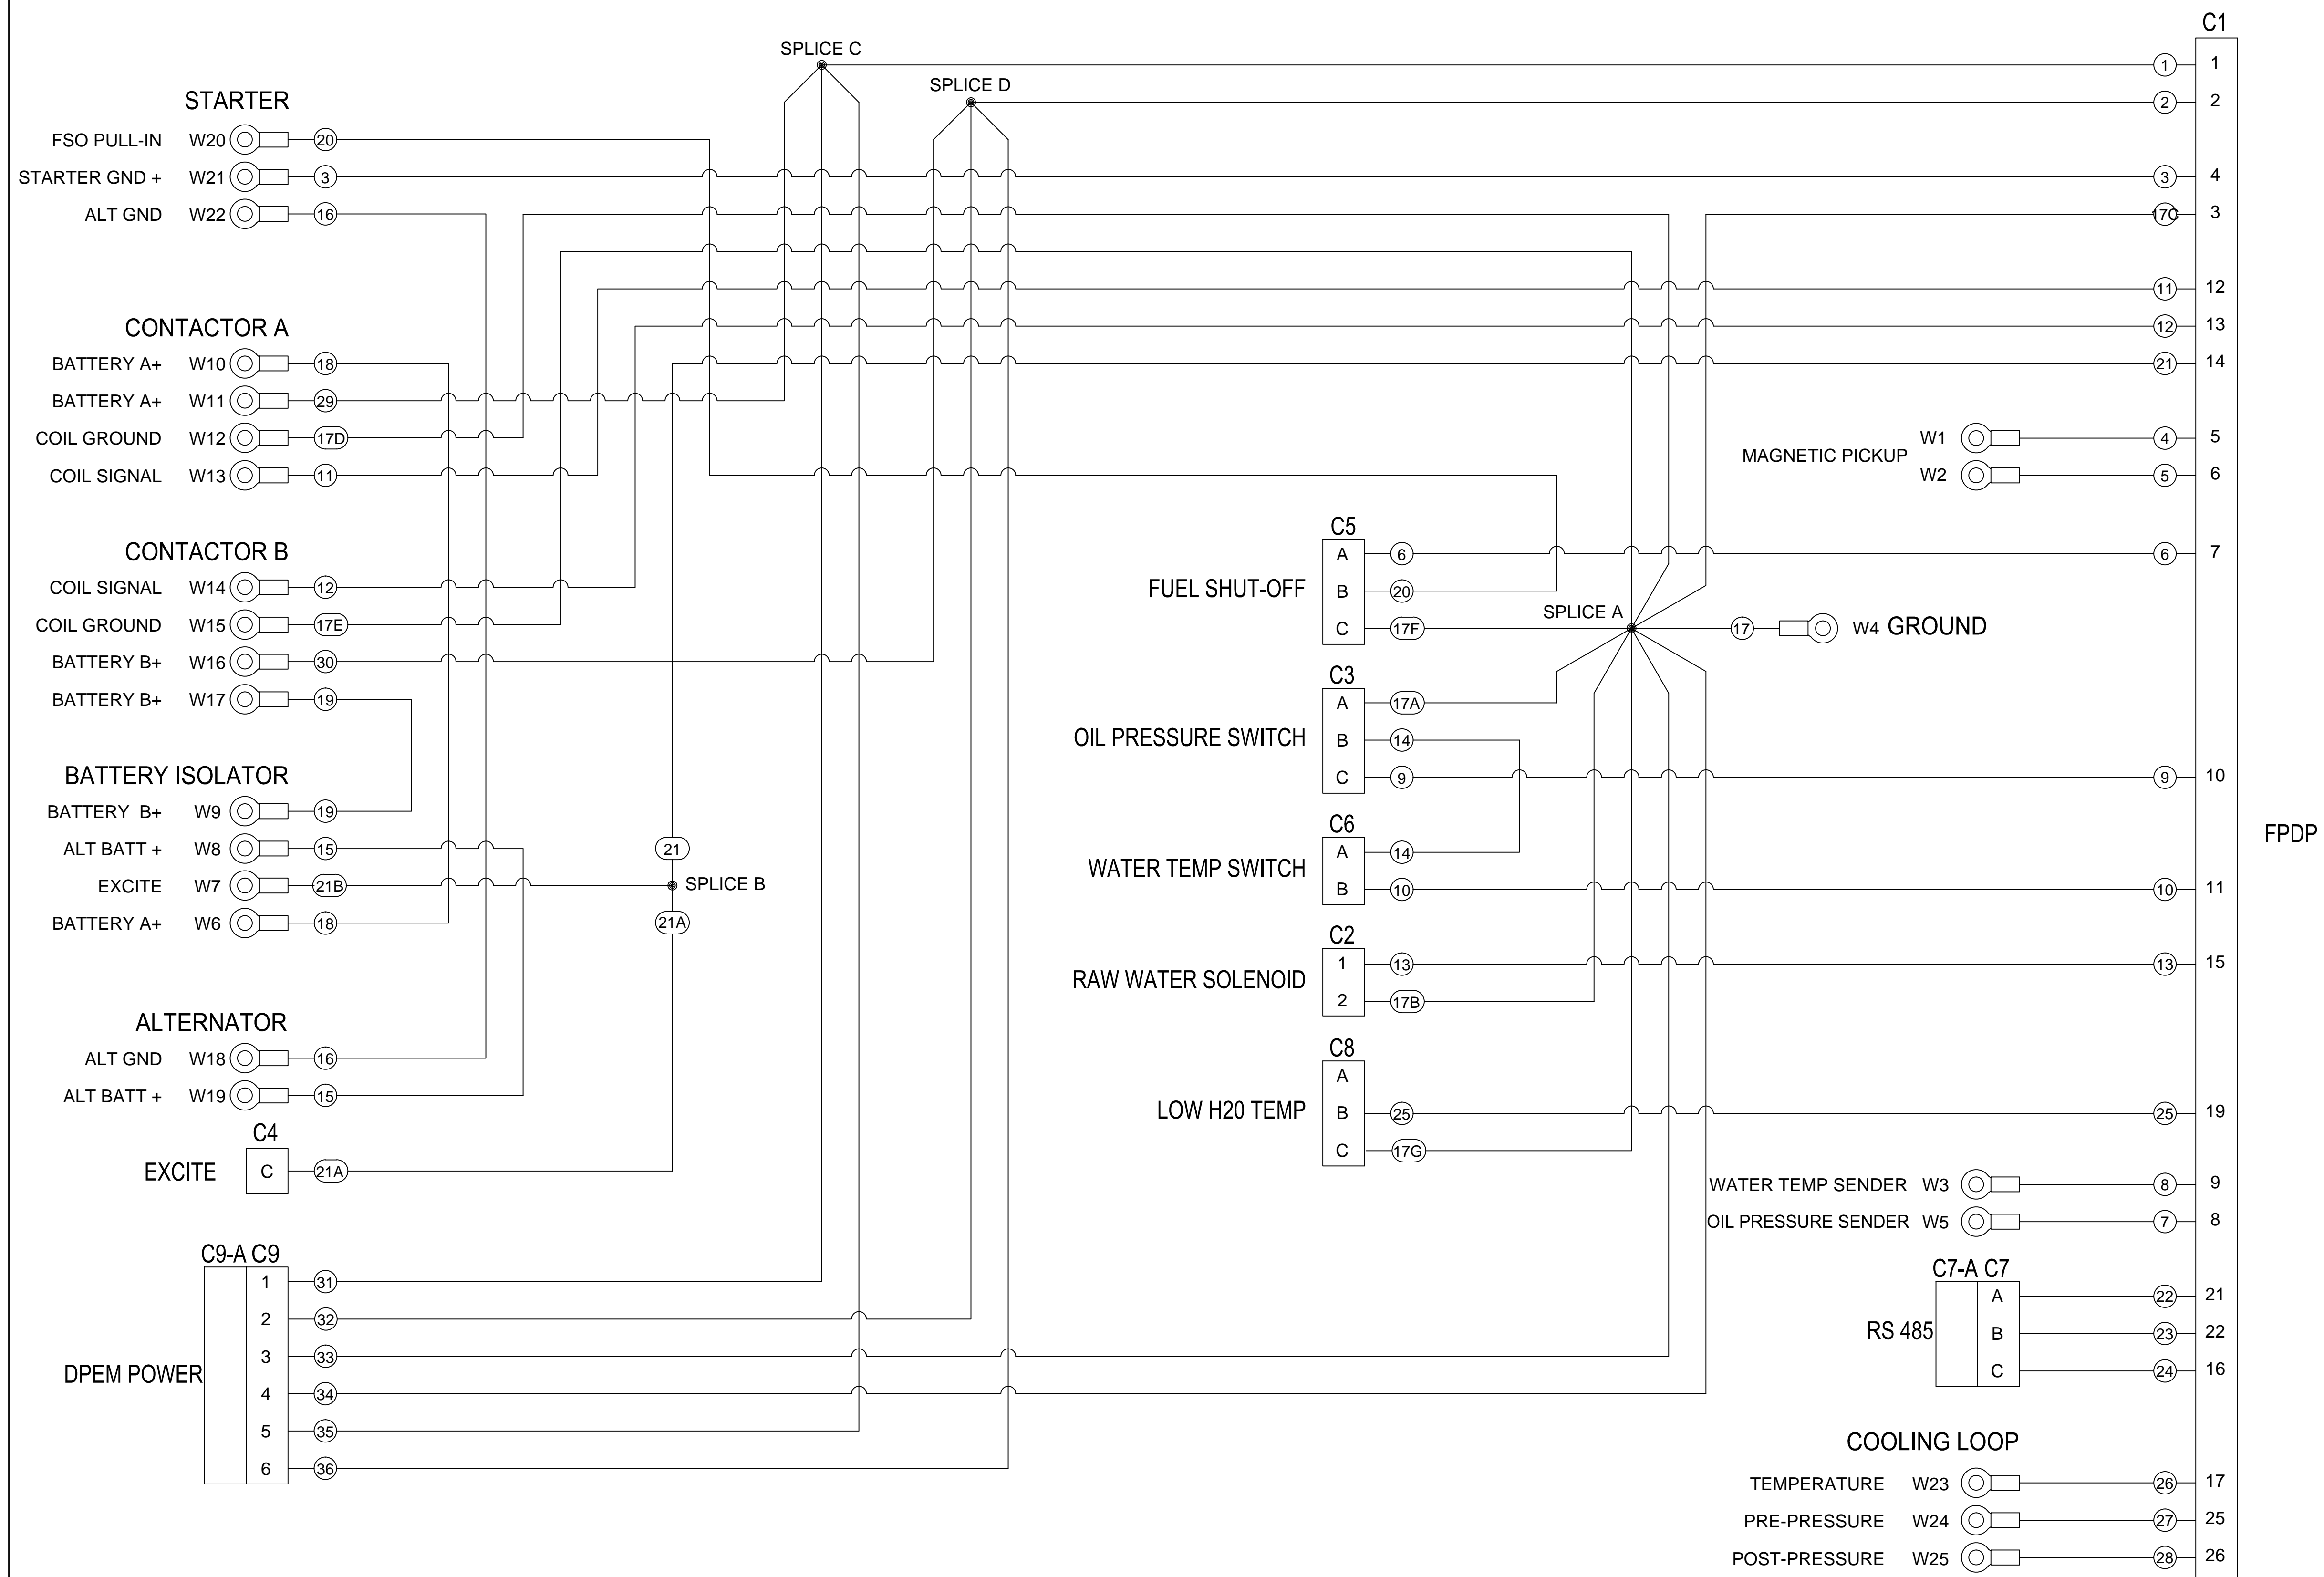 C1
SPLICE C
1 1
SPLICE D
2 2
STARTER
FSO PULL-IN W20 20
STARTER GND + W21 3
3 4
ALT GND W22 16
17C 3
11 12
12 13
21 14
CONTACTOR A
BATTERY A+ W10 18
BATTERY A+ W11 29
COIL GROUND W12 17D
COIL SIGNAL W13 11
MAGNETIC PICKUP
W1 4 5
W2 5 6
CONTACTOR B
COIL SIGNAL W14 12
COIL GROUND W15 17E
BATTERY B+ W16 30
BATTERY B+ W17 19
C5
FUEL SHUT-OFF
A 6
6 7
B 20
C 17F
SPLICE A
17 W4 GROUND
C3
OIL PRESSURE SWITCH
A 17A
B 14
C 9
9 10
BATTERY ISOLATOR
BATTERY B+ W9 19
ALT BATT + W8 15
EXCITE W7 21B
BATTERY A+ W6 18
21
SPLICE B
21A
C6
WATER TEMP SWITCH
A 14
B 10
10 11
FPDP
C2
RAW WATER SOLENOID
1 13
13 15
2 17B
ALTERNATOR
ALT GND W18 16
ALT BATT + W19 15
C4
EXCITE C 21A
C8
LOW H20 TEMP
A
B 25
25 19
C 17G
WATER TEMP SENDER W3 8 9
OIL PRESSURE SENDER W5 7 8
C9-A C9
DPEM POWER
1 31
2 32
3 33
4 34
5 35
6 36
C7-A C7
RS 485
A 22 21
B 23 22
C 24 16
COOLING LOOP
TEMPERATURE W23 26 17
PRE-PRESSURE W24 27 25
POST-PRESSURE W25 28 26